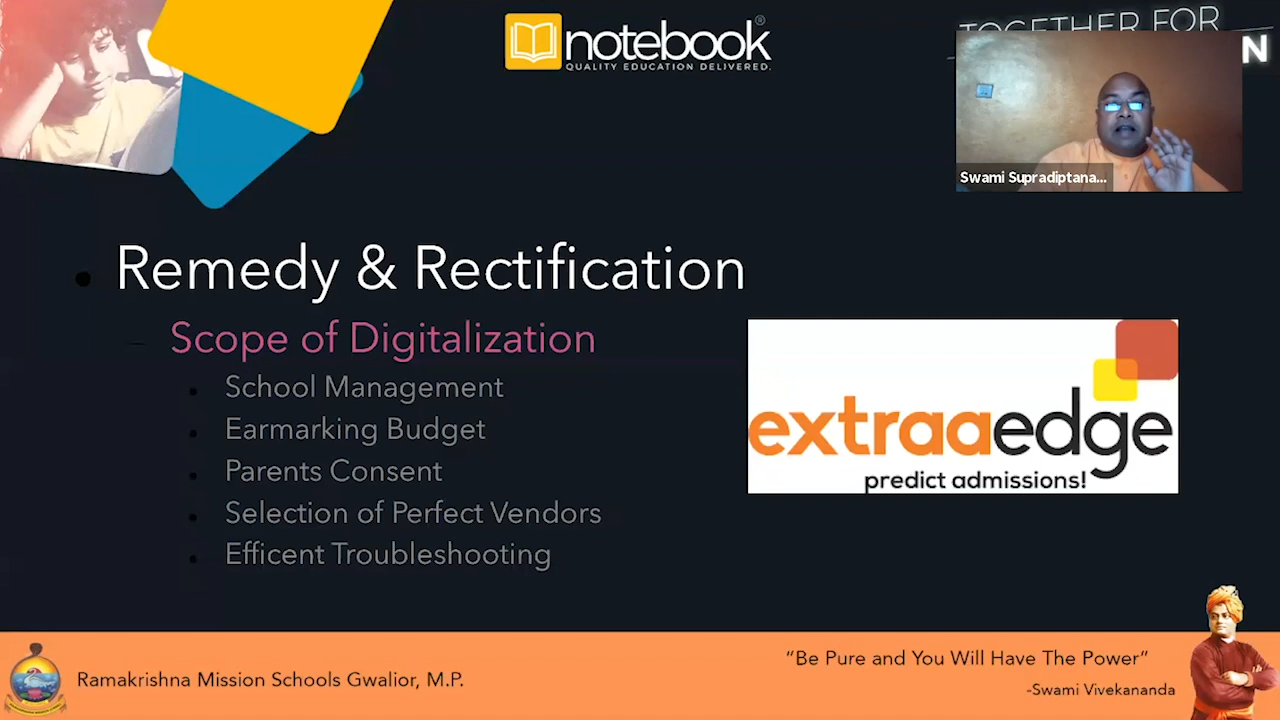 notebook®
QUALITY EDUCATION DELIVERED.
TOGETHER FOR
N
Swami Supradiptana...
Remedy & Rectification
Scope of Digitalization
School Management
Earmarking Budget
Parents Consent
Selection of Perfect Vendors
Efficent Troubleshooting
extraaedge
predict admissions!
Ramakrishna Mission Schools Gwalior, M.P.
“Be Pure and You Will Have The Power”
-Swami Vivekananda